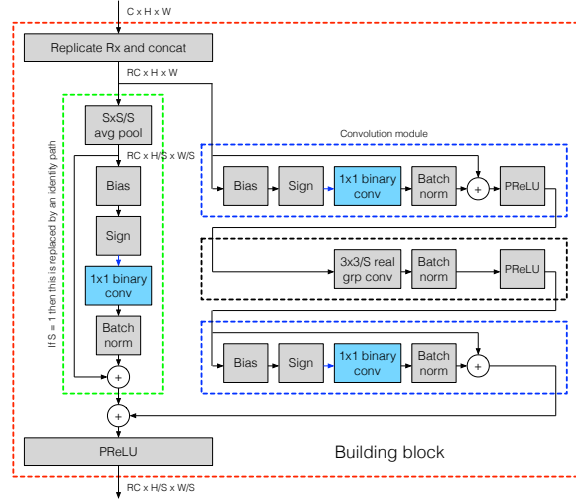 C x H x W
Replicate Rx and concat
RC x H x W
SxS/S
avg pool
RC x H/S x W/S
If S = 1 then this is replaced by an identity path
Bias
Sign
1x1 binary
conv
Batch
norm
+
+
PReLU
RC x H/S x W/S
Convolution module
Bias
Sign
1x1 binary
conv
Batch
norm
+
PReLU
3x3/S real
grp conv
Batch
norm
PReLU
Bias
Sign
1x1 binary
conv
Batch
norm
+
Building block